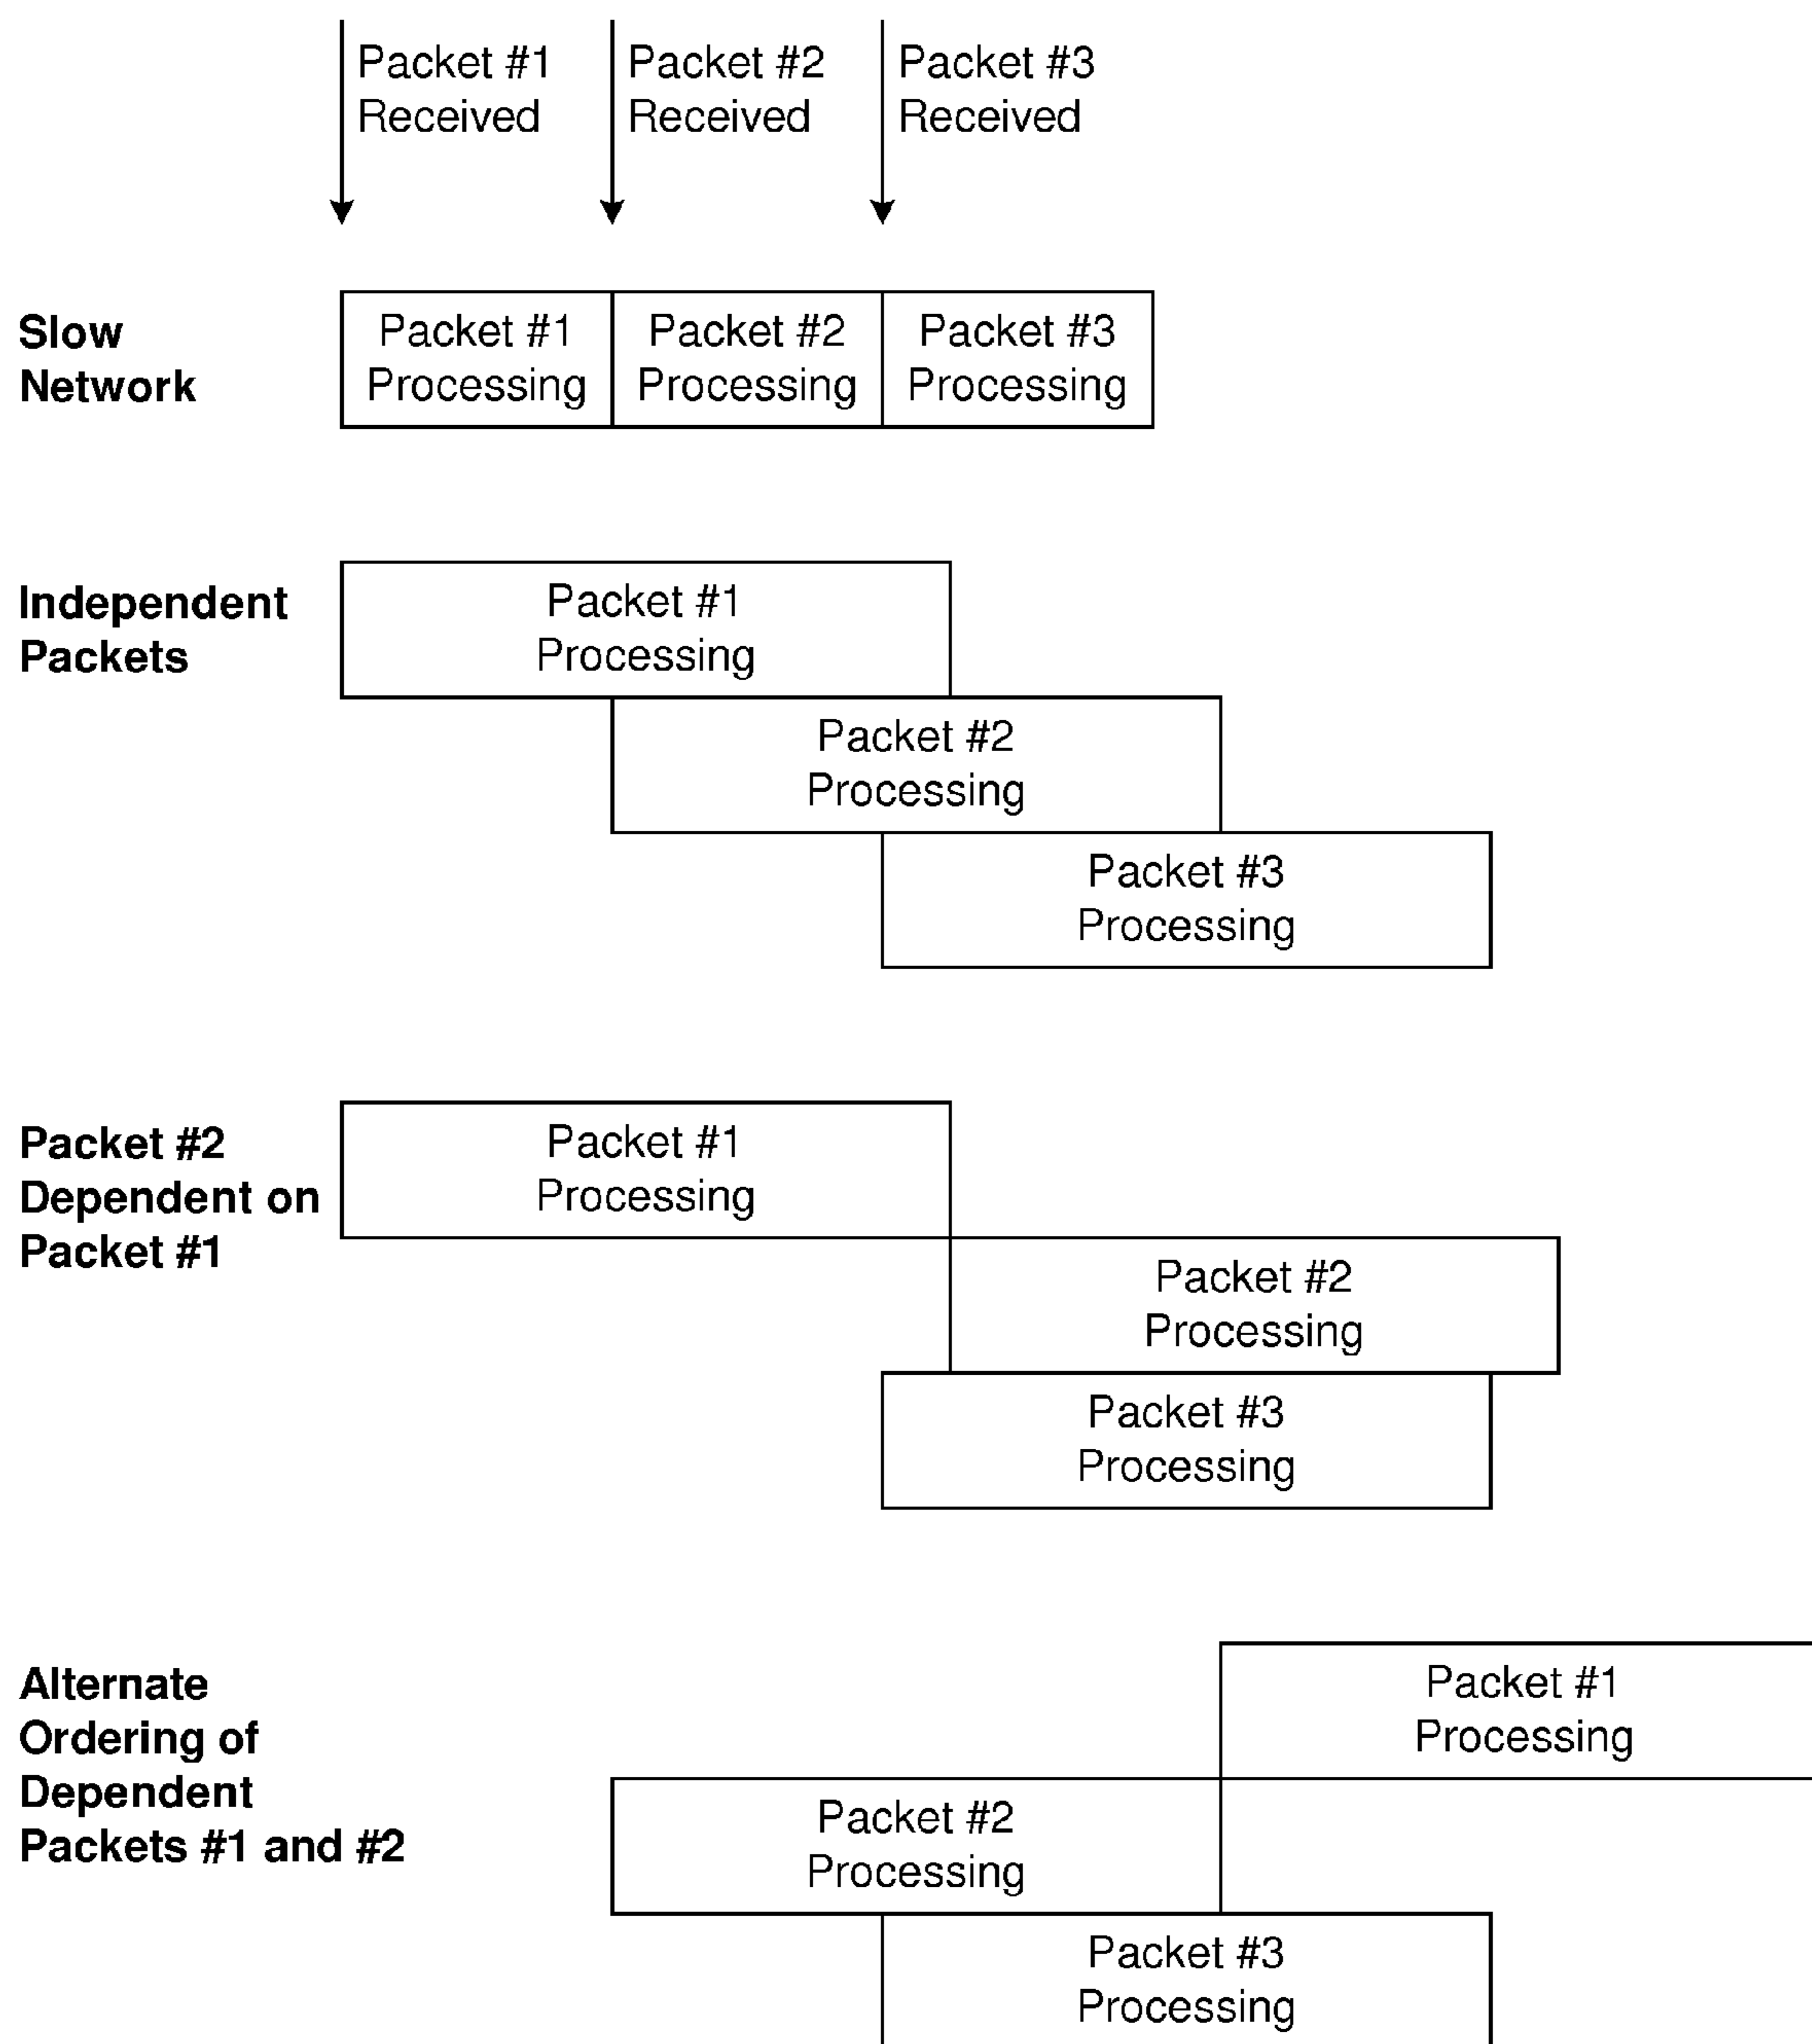 Packet #1
Received
Packet #2
Received
Packet #3
Received
Slow
Network
Packet #1
Processing
Packet #2
Processing
Packet #3
Processing
Independent
Packets
Packet #1
Processing
Packet #2
Processing
Packet #3
Processing
Packet #2
Dependent on
Packet #1
Packet #1
Processing
Packet #2
Processing
Packet #3
Processing
Alternate
Ordering of
Dependent
Packets #1 and #2
Packet #1
Processing
Packet #2
Processing
Packet #3
Processing